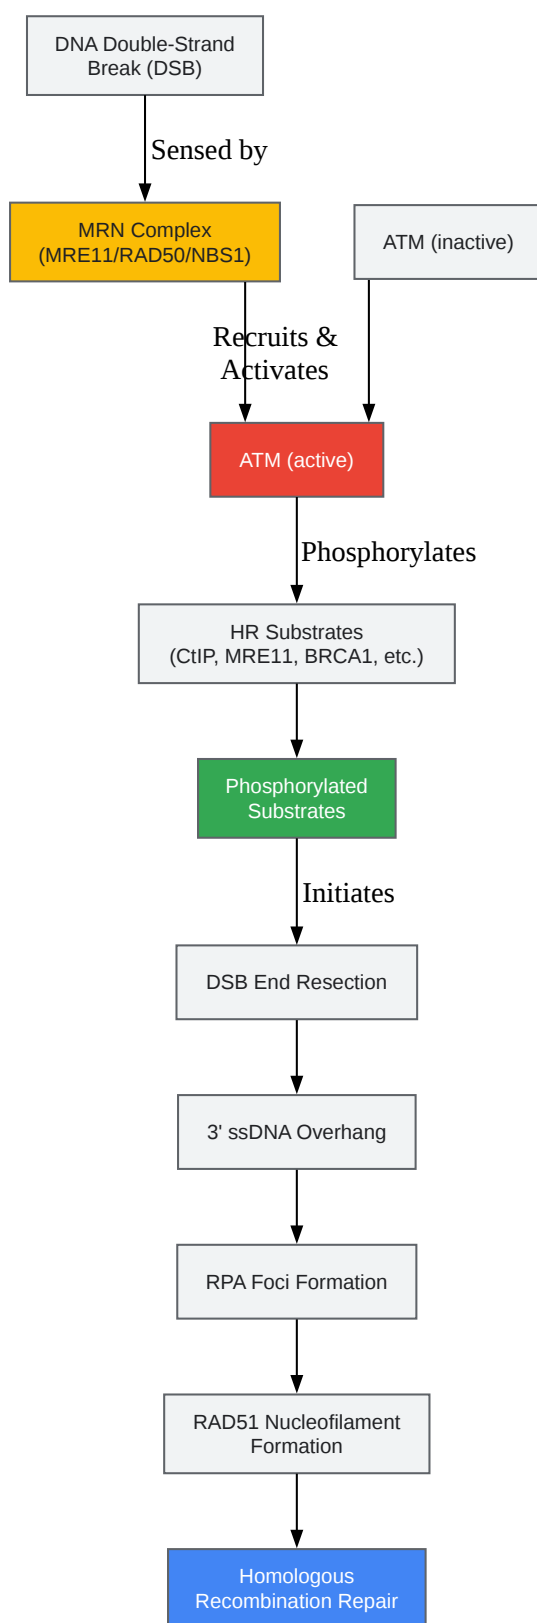 DNA Double-Strand
Break (DSB)
Sensed by
MRN Complex
(MRE11/RAD50/NBS1)
ATM (inactive)
Recruits &
Activates
ATM (active)
Phosphorylates
HR Substrates
(CtIP, MRE11, BRCA1, etc.)
Phosphorylated
Substrates
Initiates
DSB End Resection
3' ssDNA Overhang
RPA Foci Formation
RAD51 Nucleofilament
Formation
Homologous
Recombination Repair